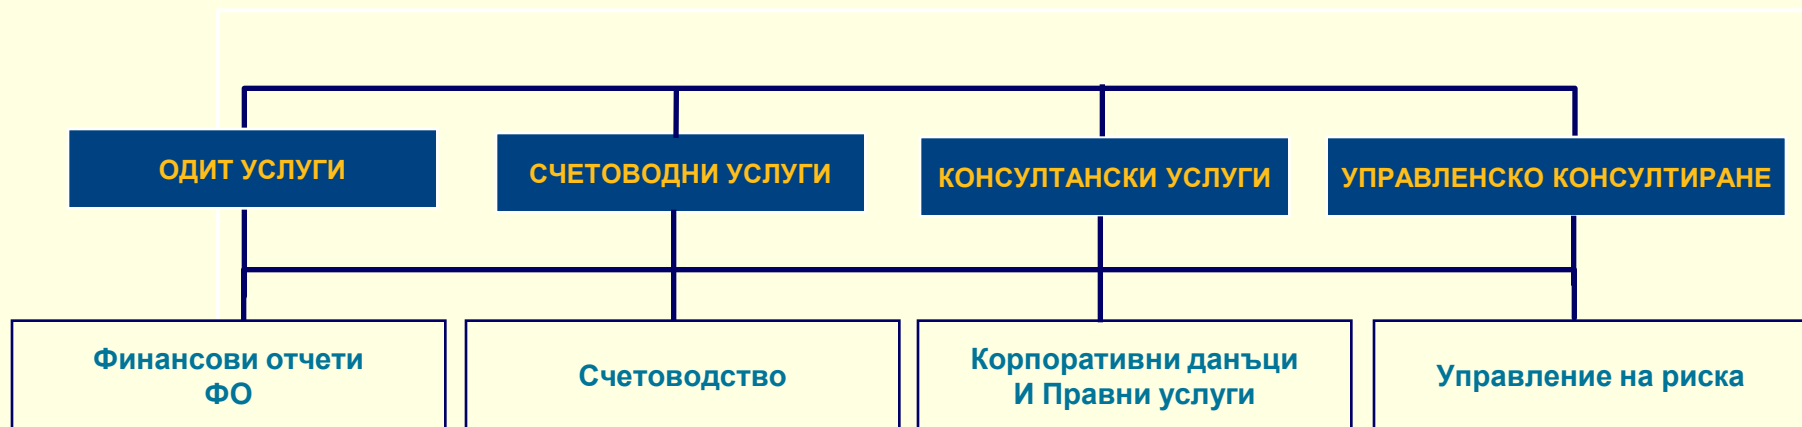 ОДИТ УСЛУГИ
СЧЕТОВОДНИ УСЛУГИ
КОНСУЛТАНСКИ УСЛУГИ
УПРАВЛЕНСКО КОНСУЛТИРАНЕ
Финансови отчети
ФО
Счетоводство
Корпоративни данъци
И Правни услуги
Управление на риска